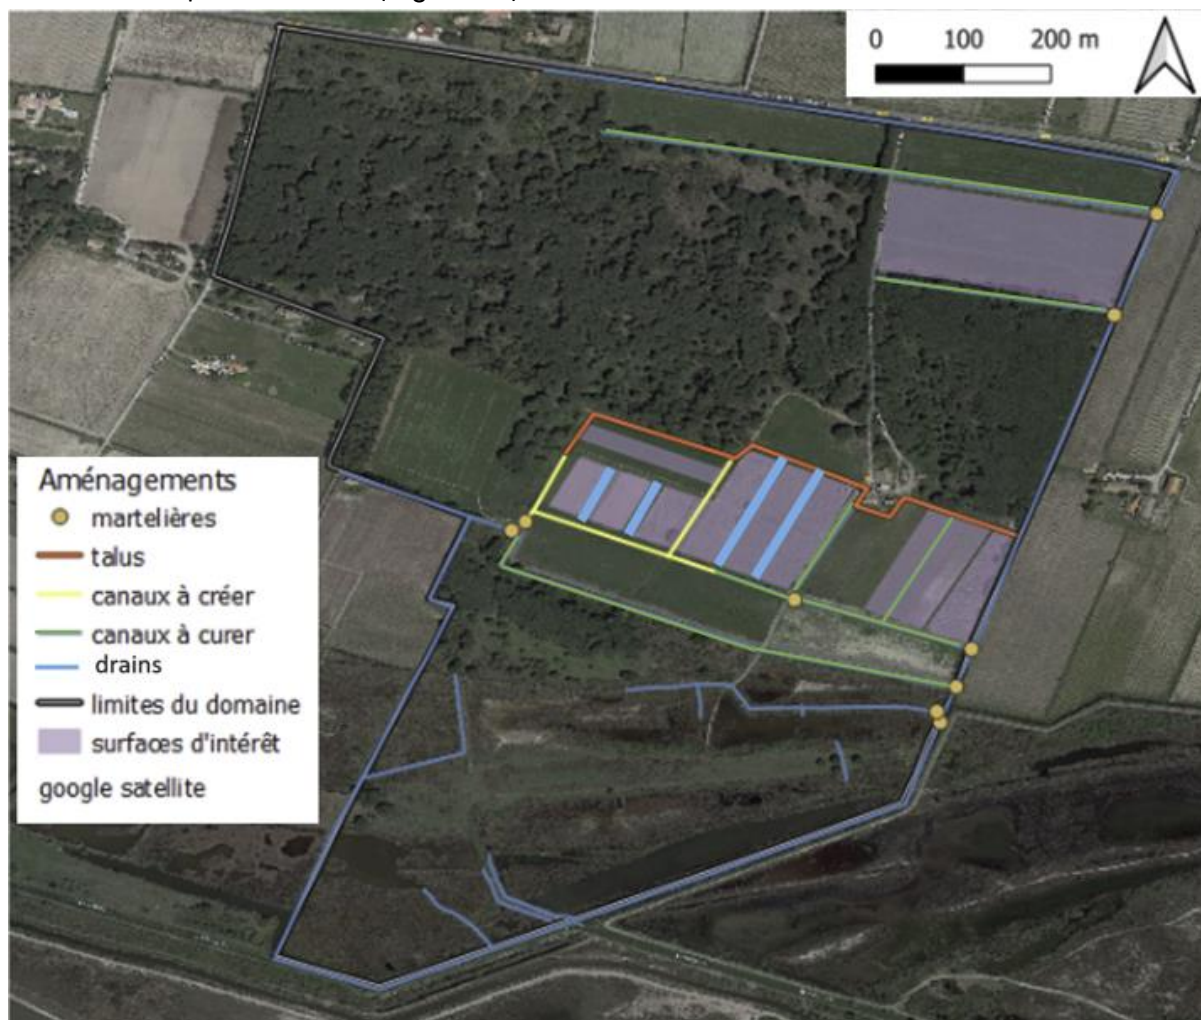 0 100 200 m
Aménagements
martelières
talus
canaux à créer
canaux à curer
drains
limites du domaine
surfaces d'intérêt
google satellite